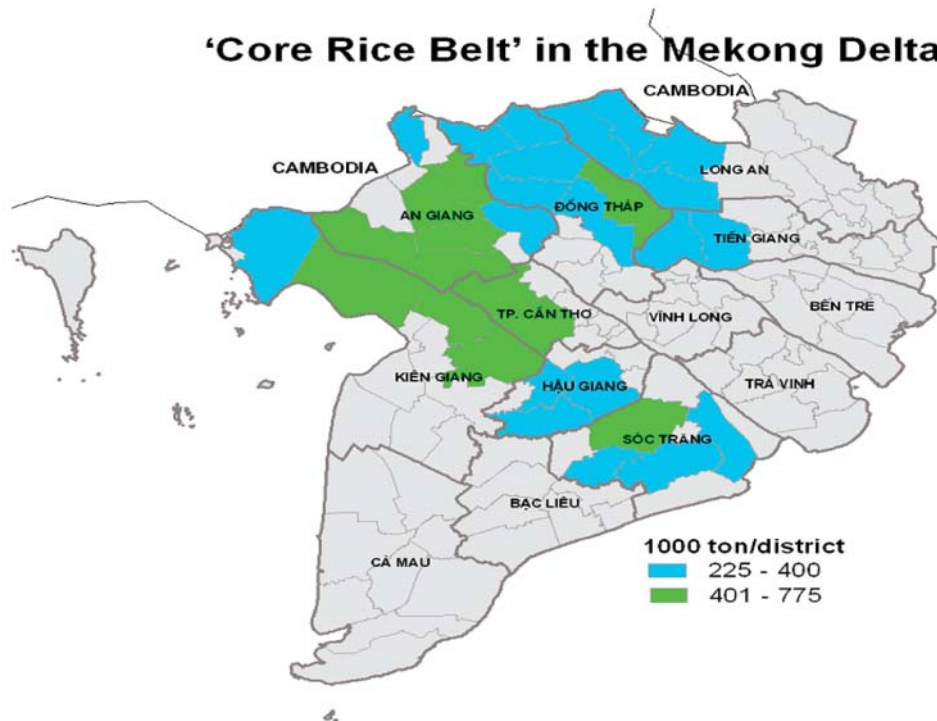 ‘Core Rice Belt’ in the Mekong Delta
CAMBODIA
CAMBODIA
LONG AN
AN GIANG
ĐỒNG THÁP
TIỀN GIANG
TP. CẦN THƠ
VĨNH LONG
BẾN TRE
KIÊN GIANG
HẬU GIANG
TRÀ VINH
SÓC TRĂNG
BẠC LIÊU
CÀ MAU
1000 ton/district
225 - 400
401 - 775